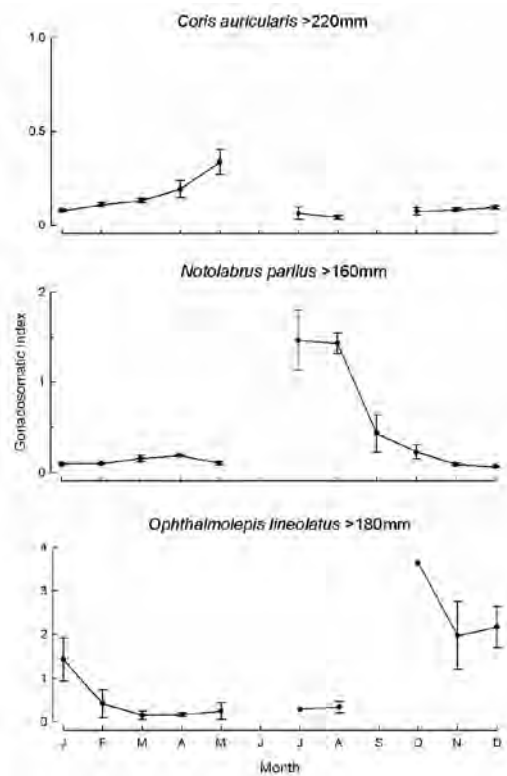 Coris auricularis >220mm
1.0
0.5
0
Notolabrus parilus >160mm
2
1
0
Gonadosomatic Index
Ophthalmolepis lineolatus >180mm
4
3
2
1
0
J F M A M J J A S O N D
Month